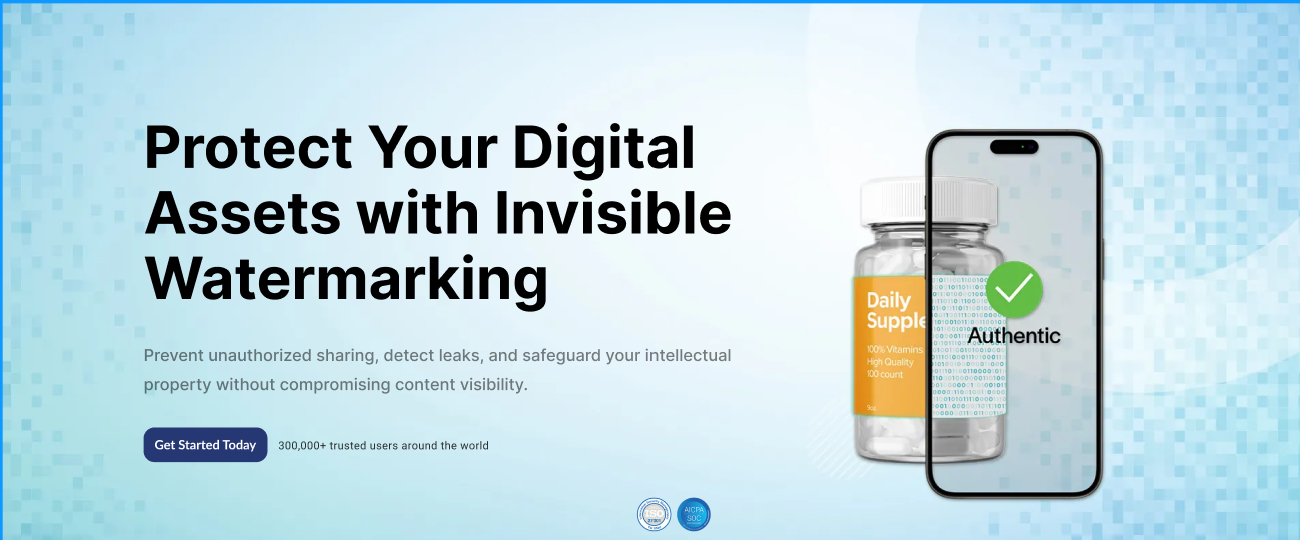 Protect Your Digital
Assets with Invisible
Watermarking
Prevent unauthorized sharing, detect leaks, and safeguard your intellectual
property without compromising content visibility.
Get Started Today
300,000+ trusted users around the world
Daily
Supple
100% Vitamins
High Quality
100 count
Authentic
ISO
27001
AICPA
SOC